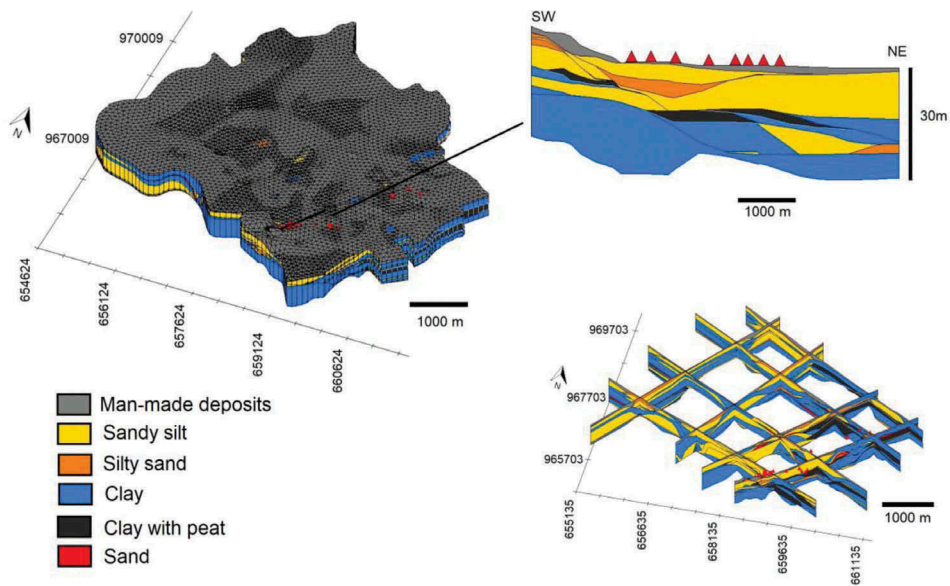 970009
N
967009
654624
656124
657624
659124
660624
1000 m
SW
NE
30m
1000 m
Man-made deposits
Sandy silt
Silty sand
Clay
Clay with peat
Sand
969703
N
967703
965703
655135
656635
658135
659635
661135
1000 m